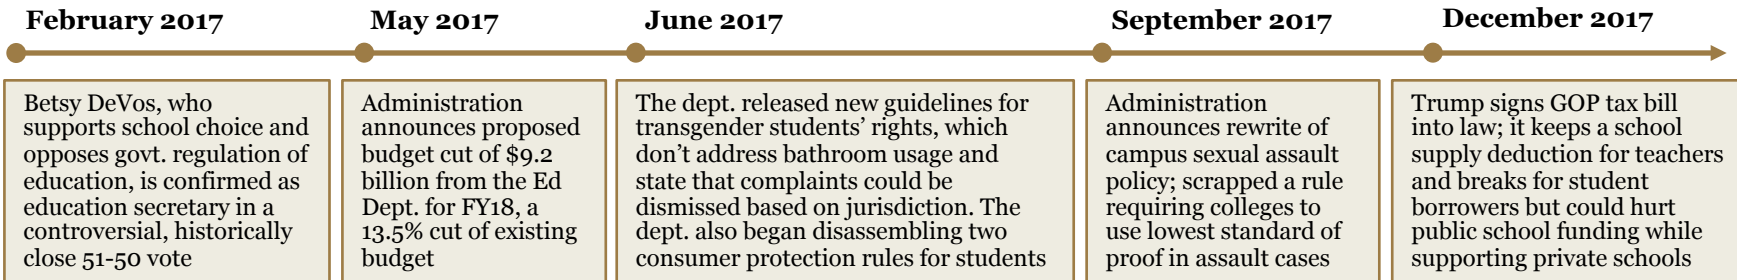 February 2017
May 2017
June 2017
September 2017
December 2017
Betsy DeVos, who
supports school choice and
opposes govt. regulation of
education, is confirmed as
education secretary in a
controversial, historically
close 51-50 vote
Administration
announces proposed
budget cut of $9.2
billion from the Ed
Dept. for FY18, a
13.5% cut of existing
budget
The dept. released new guidelines for
transgender students’ rights, which
don’t address bathroom usage and
state that complaints could be
dismissed based on jurisdiction. The
dept. also began disassembling two
consumer protection rules for students
Administration
announces rewrite of
campus sexual assault
policy; scrapped a rule
requiring colleges to
use lowest standard of
proof in assault cases
Trump signs GOP tax bill
into law; it keeps a school
supply deduction for teachers
and breaks for student
borrowers but could hurt
public school funding while
supporting private schools